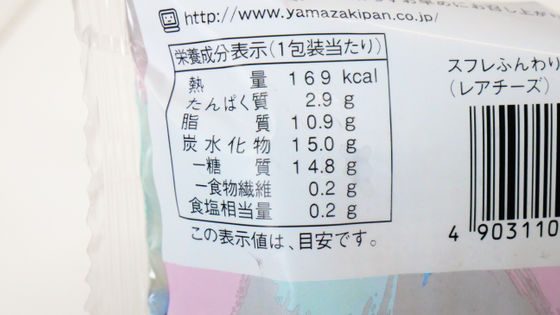 http://www.yamazakipan.co.jp/
栄養成分表示(1包装当たり)
熱量 169 kcal
たんぱく質 2.9 g
脂質 10.9 g
炭水化物 15.0 g
―糖質 14.8 g
―食物繊維 0.2 g
食塩相当量 0.2 g
この表示値は、目安です。
スフレふんわり
(レアチーズ)
4 903110